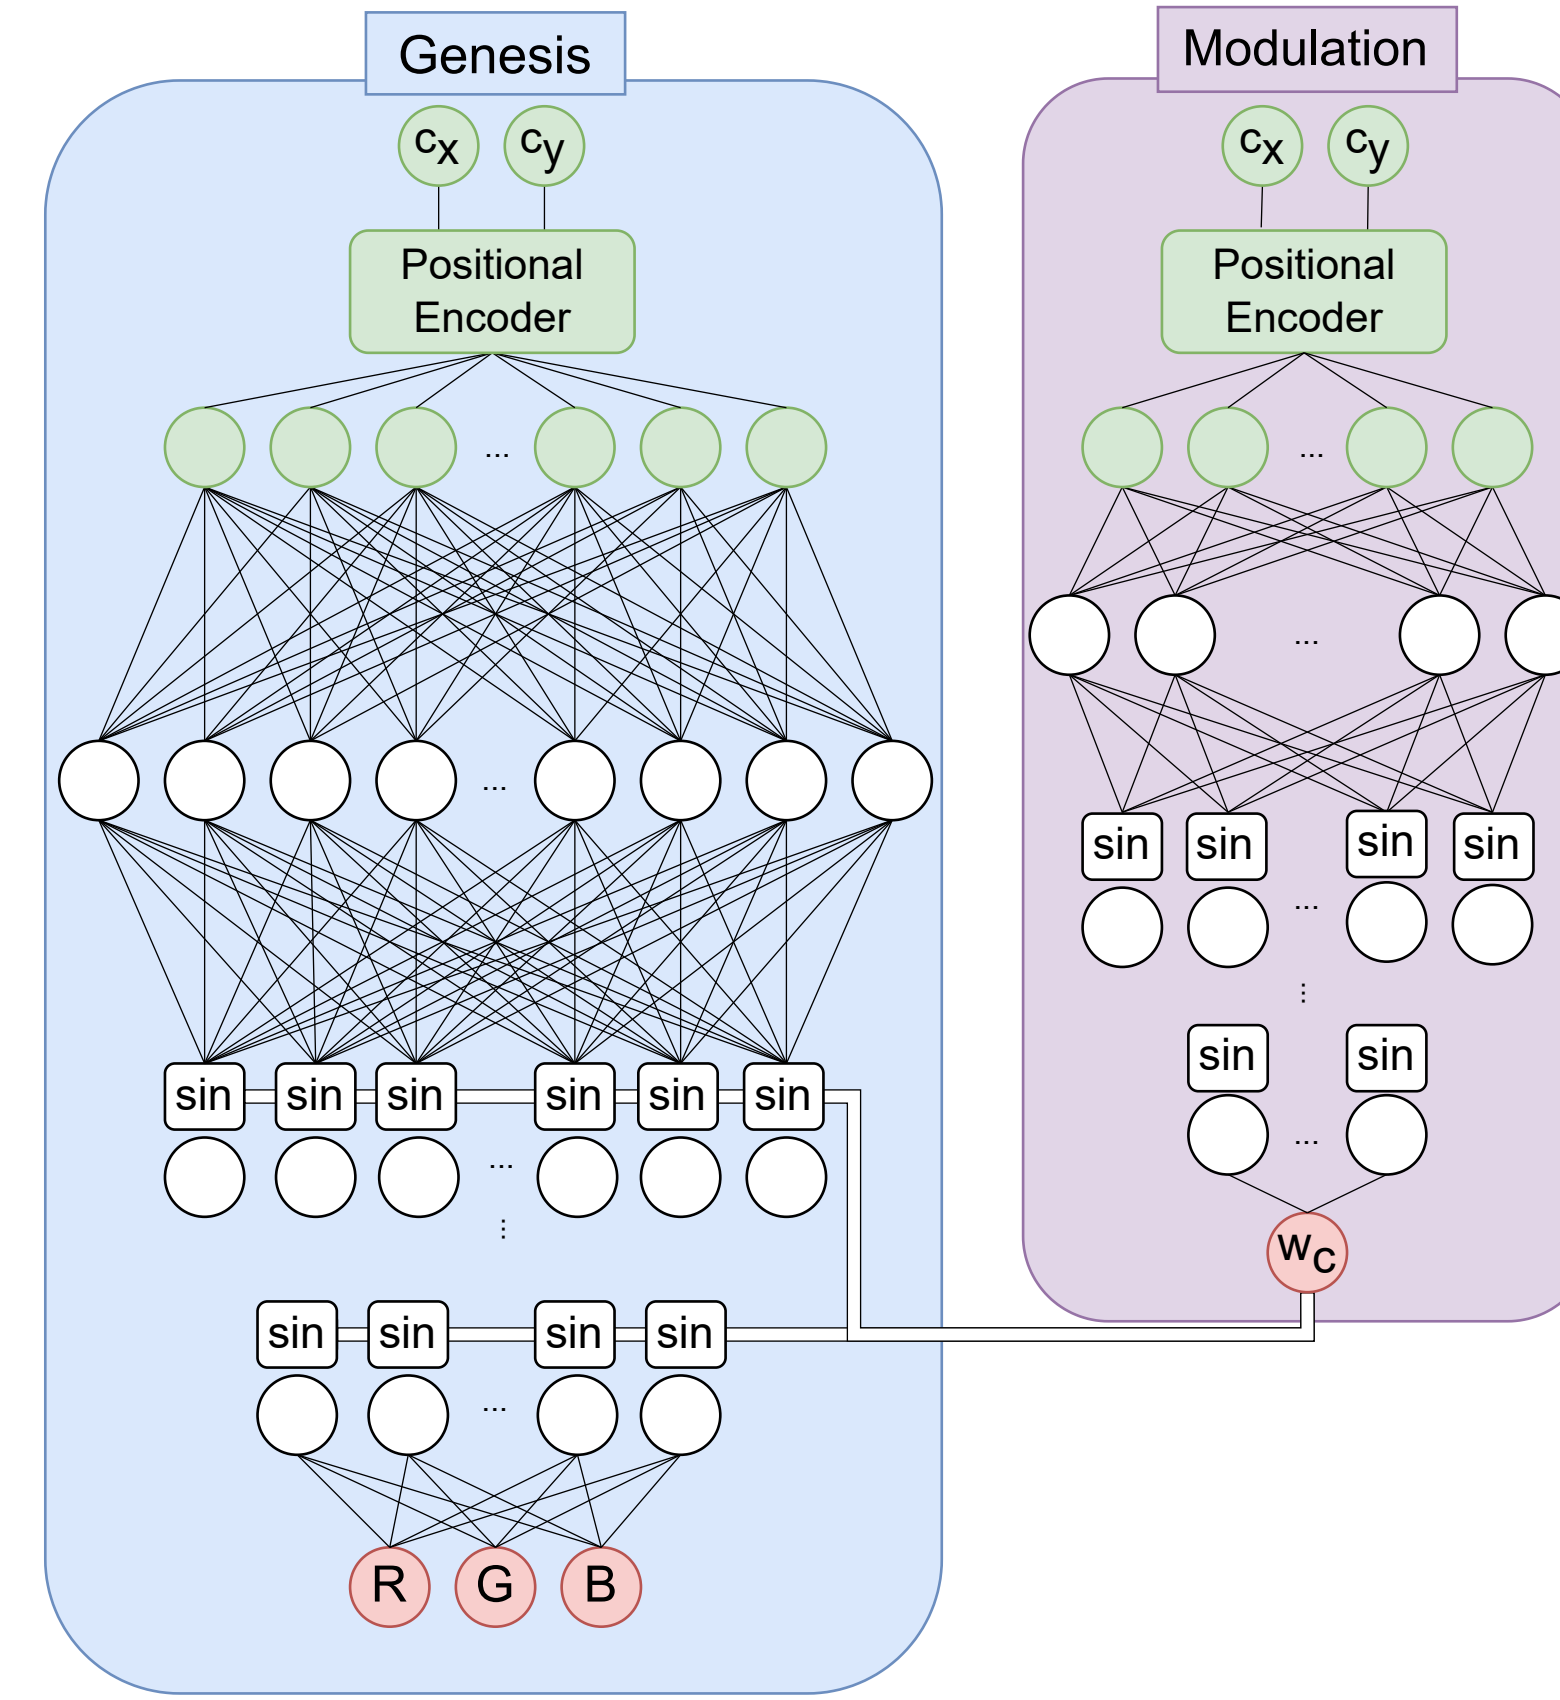 Genesis
Modulation
cx cy
cx cy
Positional
Encoder
Positional
Encoder
...
...
...
...
sin sin sin sin
...
...
sin sin
...
sin sin sin sin sin sin
...
...
wc
sin sin sin sin
...
R G B